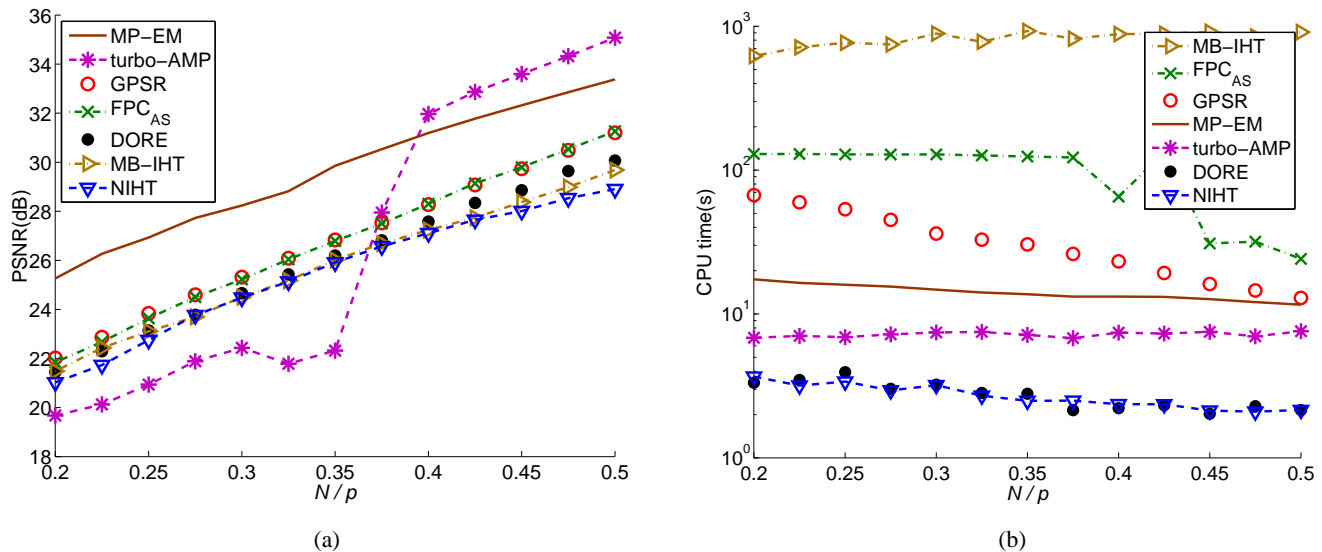 36
34
32
30
28
26
24
22
20
18
PSNR(dB)
MP−EM
turbo−AMP
GPSR
FPC_AS
DORE
MB−IHT
NIHT
0.2
0.25
0.3
0.35
0.4
0.45
0.5
N / p
(a)
10^3
10^2
10^1
10^0
CPU time(s)
MB−IHT
FPC_AS
GPSR
MP−EM
turbo−AMP
DORE
NIHT
0.2
0.25
0.3
0.35
0.4
0.45
0.5
N / p
(b)